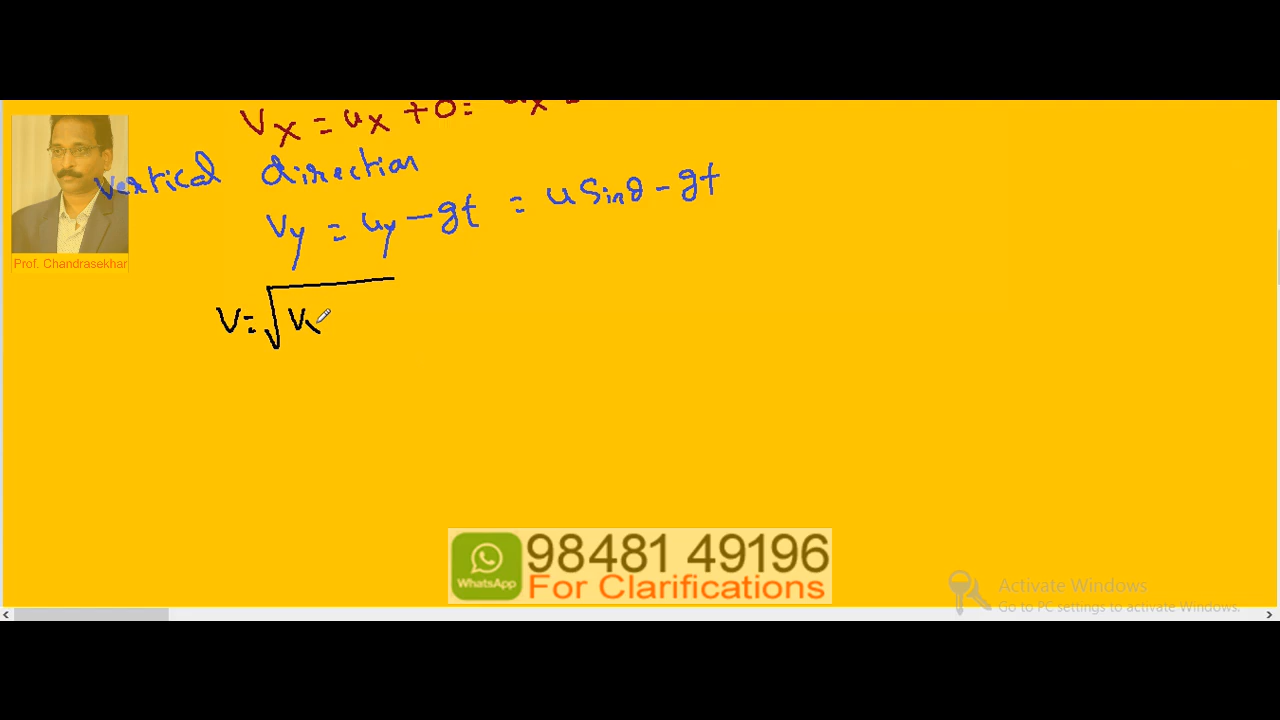 Vx = ux + 0 = ux =
vertical direction
Vy = uy - gt = u Sinθ - gt
Prof. Chandrasekhar
V = √Vx
98481 49196
WhatsApp
For Clarifications
Activate Windows
Go to PC settings to activate Windows.